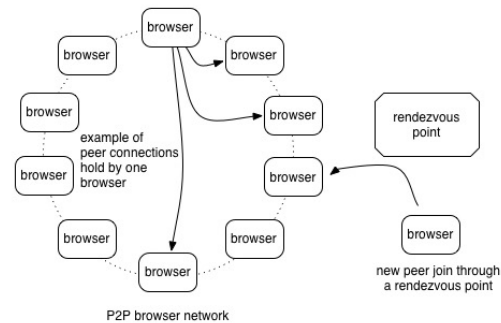 browser
browser
browser
browser
browser
rendezvous
point
example of
peer connections
hold by one
browser
browser
browser
browser
browser
browser
browser
new peer join through
a rendezvous point
P2P browser network